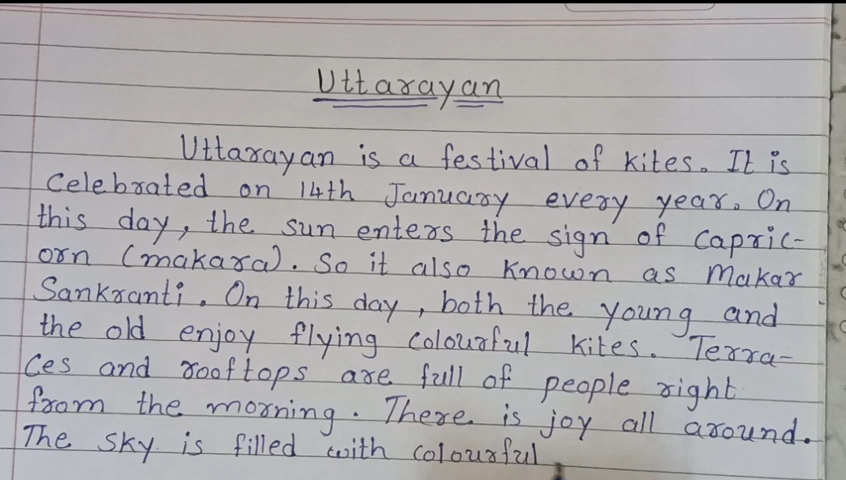 Uttarayan
Uttarayan is a festival of kites. It is
celebrated on 14th January every year. On
this day, the sun enters the sign of capric-
orn (makara). So it also known as Makar
Sankranti. On this day, both the young and
the old enjoy flying colourful kites. Terra-
ces and rooftops are full of people right
from the morning. There is joy all around.
The sky is filled with colourful